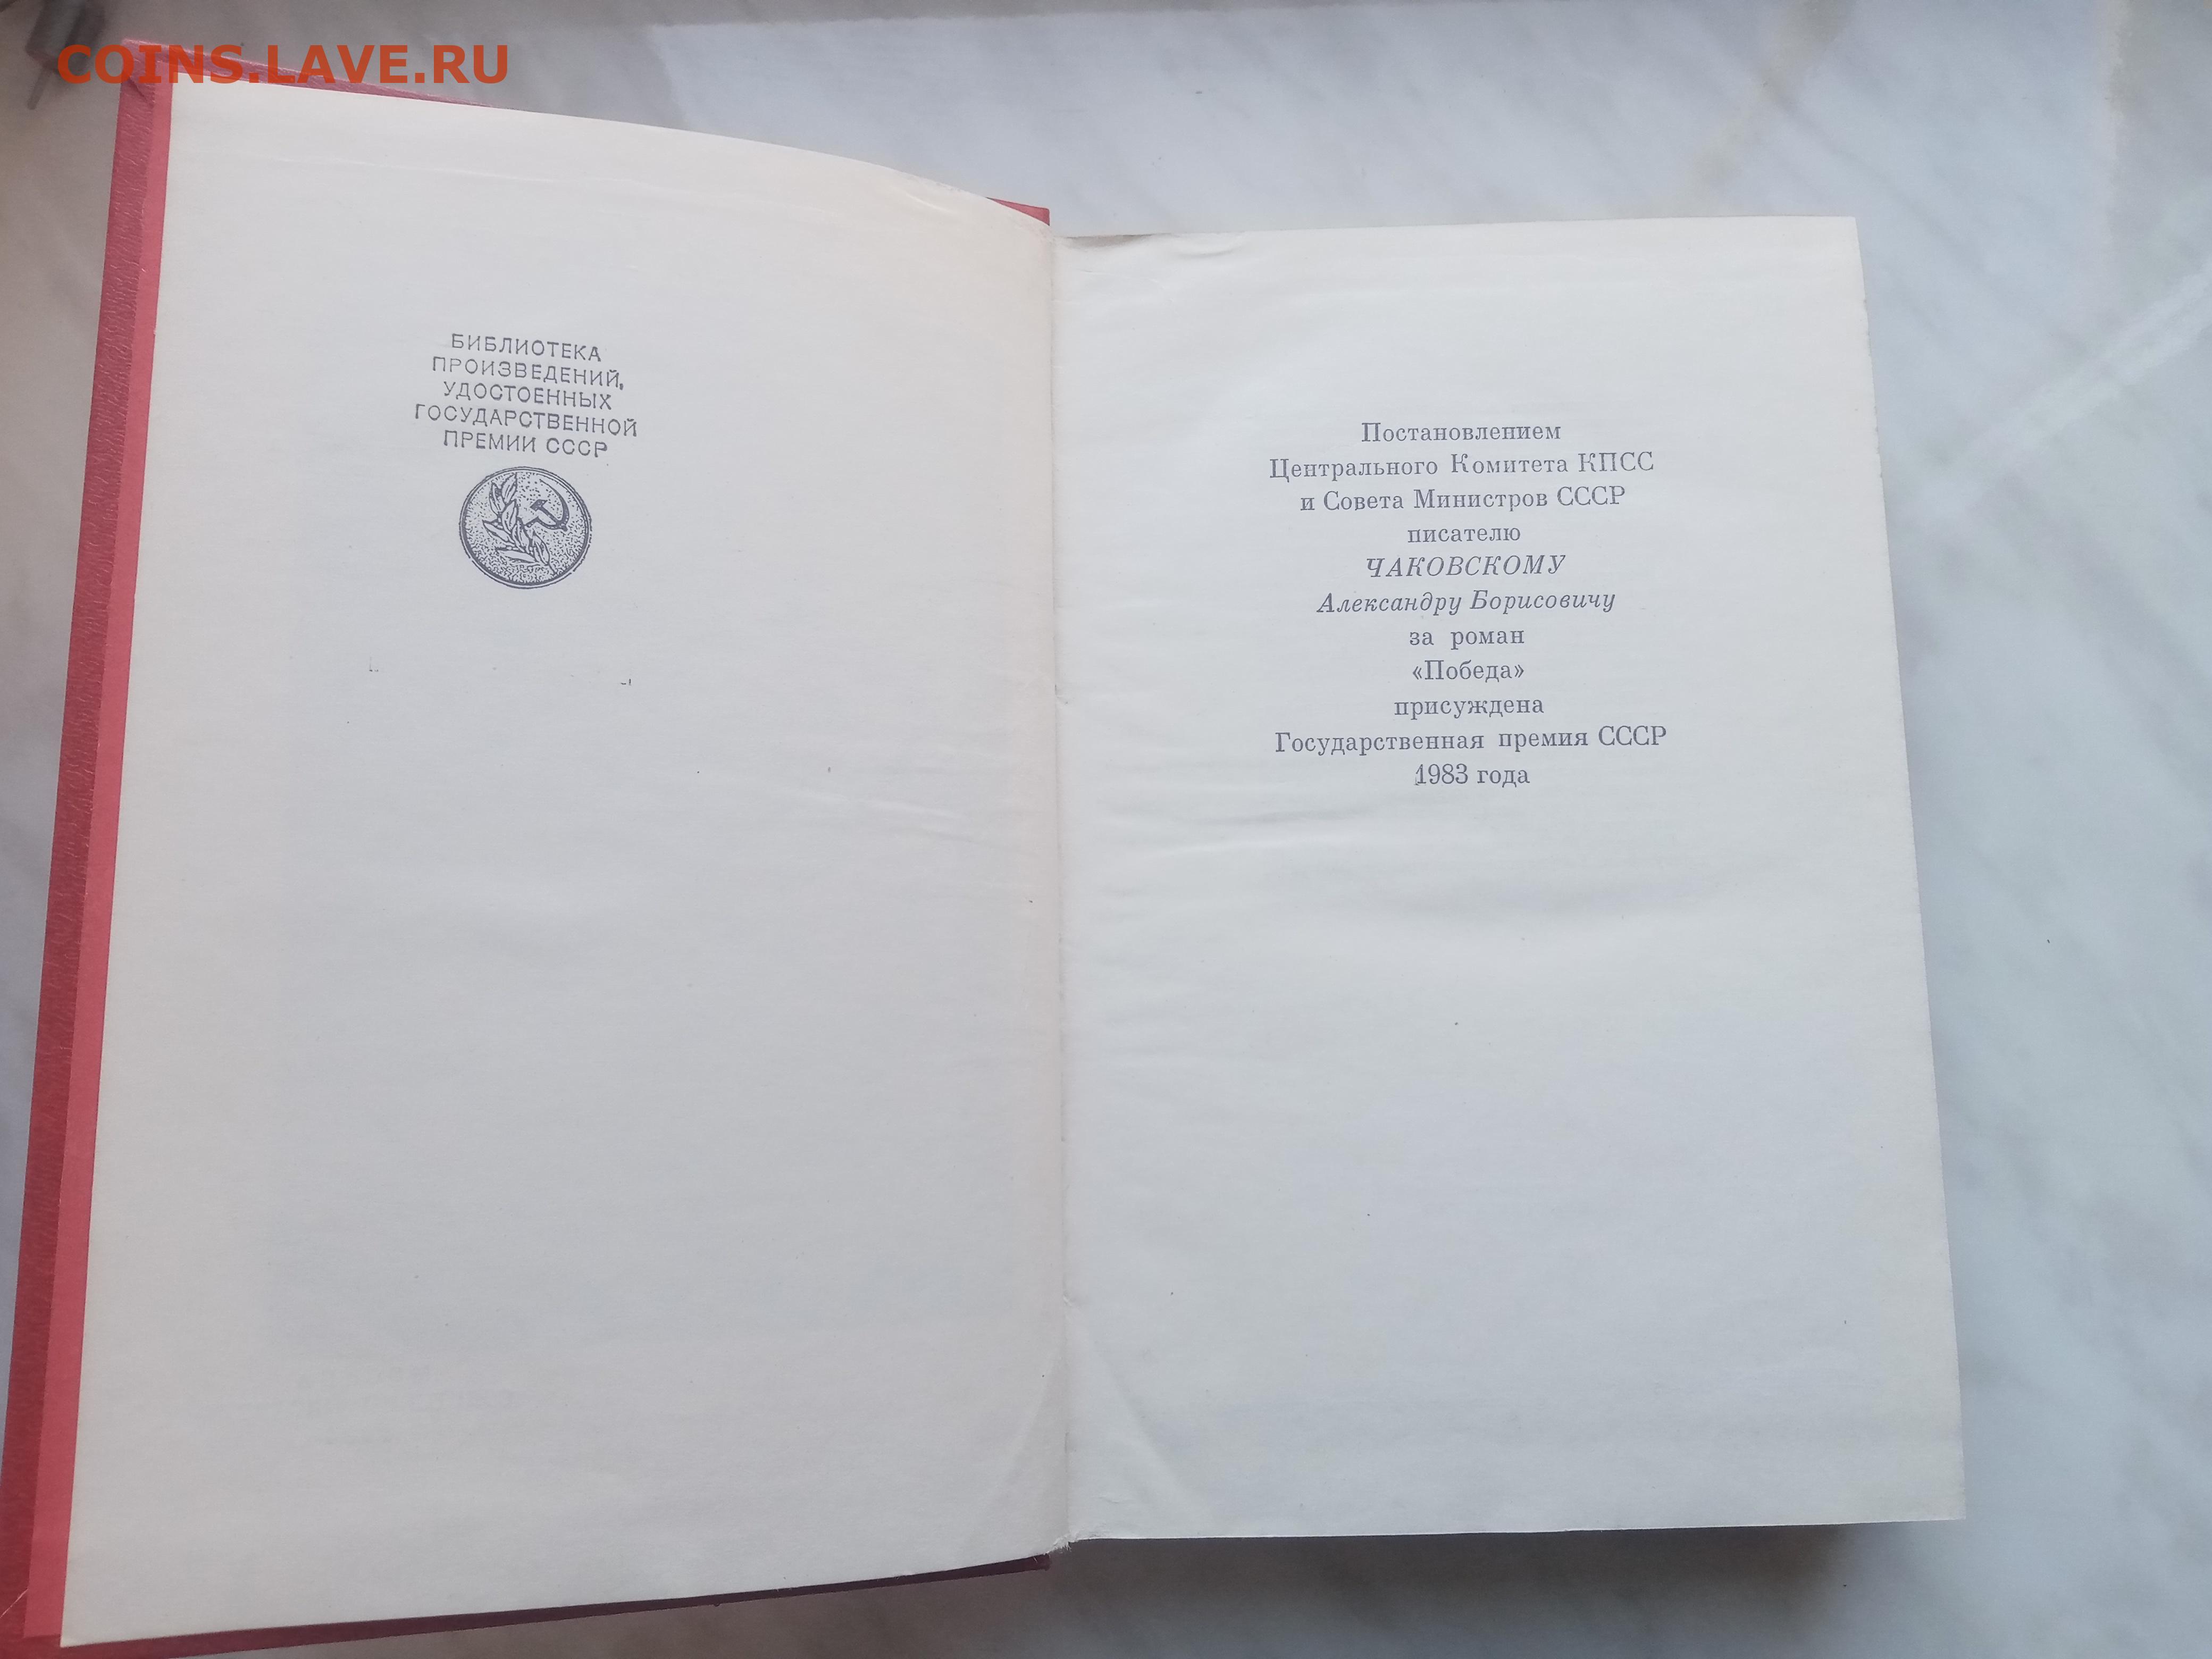 COINS.LAVE.RU
БИБЛИОТЕКА
ПРОИЗВЕДЕНИЙ,
УДОСТОЕННЫХ
ГОСУДАРСТВЕННОЙ
ПРЕМИИ СССР
Постановлением
Центрального Комитета КПСС
и Совета Министров СССР
писателю
ЧАКОВСКОМУ
Александру Борисовичу
за роман
«Победа»
присуждена
Государственная премия СССР
1983 года